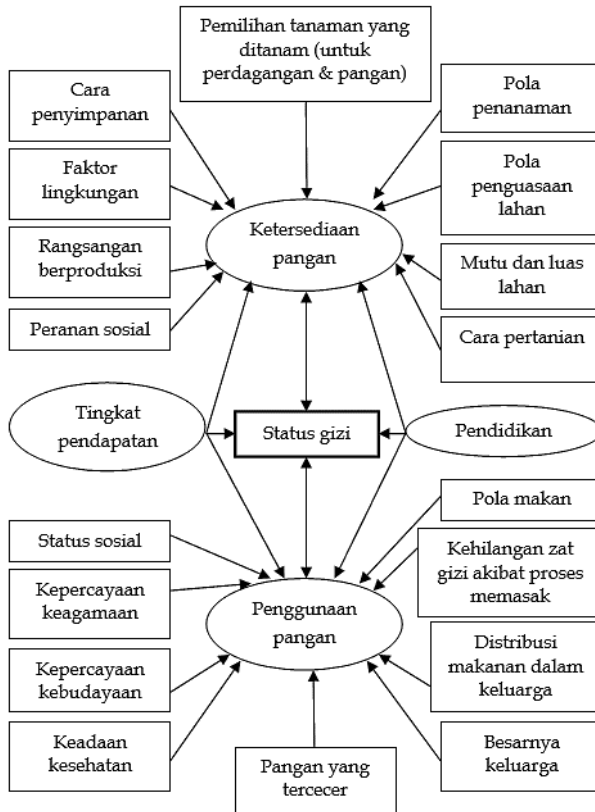 Pemilihan tanaman yang
ditanam (untuk
perdagangan & pangan)
Cara
penyimpanan
Pola
penanaman
Faktor
lingkungan
Pola
penguasaan
lahan
Ketersediaan
pangan
Rangsangan
berproduksi
Mutu dan luas
lahan
Peranan sosial
Cara pertanian
Tingkat
pendapatan
Status gizi
Pendidikan
Pola makan
Status sosial
Kehilangan zat
gizi akibat proses
memasak
Kepercayaan
keagamaan
Penggunaan
pangan
Distribusi
makanan dalam
keluarga
Kepercayaan
kebudayaan
Keadaan
kesehatan
Besarnya
keluarga
Pangan yang
tercecer